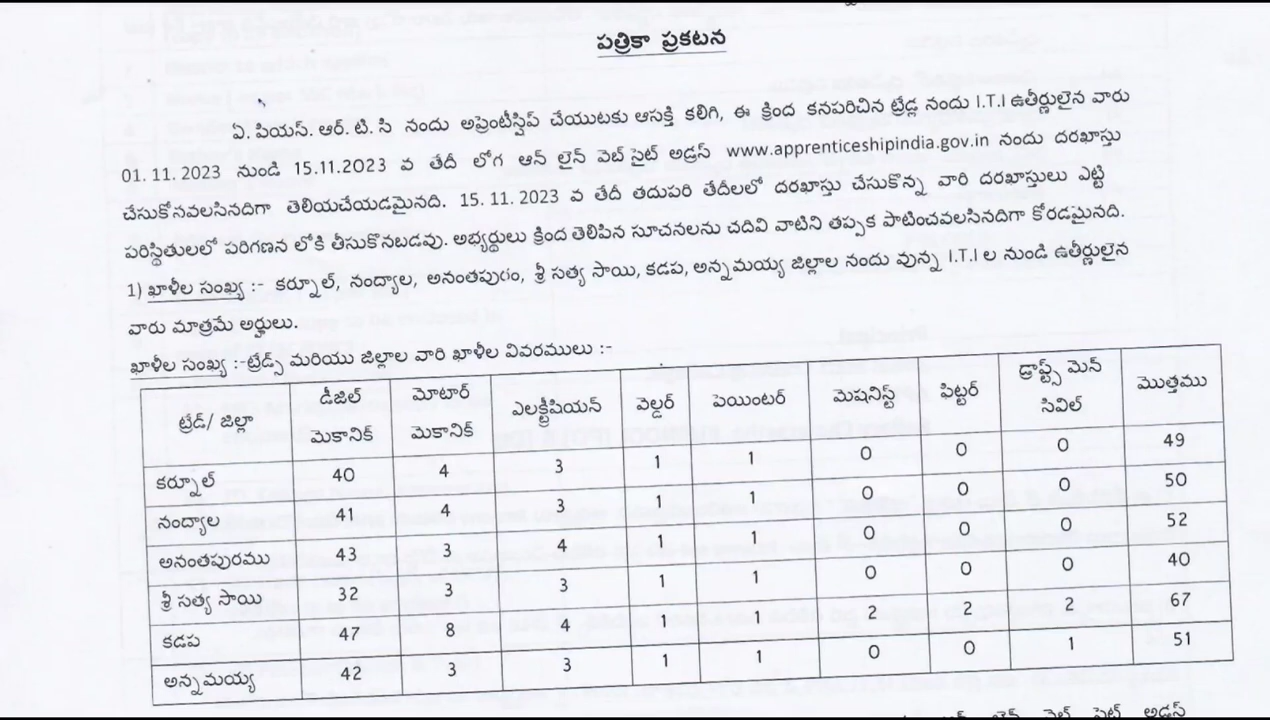 పత్రికా ప్రకటన
ఏ. పియస్. ఆర్. టి. సి నందు అప్రెంటీస్షిప్ చేయుటకు ఆసక్తి కలిగి, ఈ క్రింద కనపరిచిన ట్రేడ్ల నందు I.T.I ఉతీర్ణులైన వారు
01. 11. 2023 నుండి 15.11.2023 వ తేదీ లోగ ఆన్ లైన్ వెబ్ సైట్ అడ్రస్ www.apprenticeshipindia.gov.in నందు దరఖాస్తు
చేసుకోనవలసినదిగా తెలియచేయడమైనది. 15. 11. 2023 వ తేదీ తదుపరి తేదీలలో దరఖాస్తు చేసుకొన్న వారి దరఖాస్తులు ఎట్టి
పరిస్థితులలో పరిగణన లోకి తీసుకొనబడవు. అభ్యర్థులు క్రింద తెలిపిన సూచనలను చదివి వాటిని తప్పక పాటించవలసినదిగా కోరడమైనది.
1) ఖాళీల సంఖ్య :- కర్నూల్, నంద్యాల, అనంతపురం, శ్రీ సత్య సాయి, కడప, అన్నమయ్య జిల్లాల నందు వున్న I.T.I ల నుండి ఉతీర్ణులైన
వారు మాత్రమే అర్హులు.
ఖాళీల సంఖ్య :-ట్రేడ్స్ మరియు జిల్లాల వారి ఖాళీల వివరములు :-
ట్రేడ్/ జిల్లా డీజిల్ మెకానిక్ మోటార్ మెకానిక్ ఎలక్ట్రీషియన్ వెల్డర్ పెయింటర్ మెషనిస్ట్ ఫిట్టర్ డ్రాఫ్ట్స్ మెన్ సివిల్ మొత్తము
కర్నూల్ 40 4 3 1 1 0 0 0 49
నంద్యాల 41 4 3 1 1 0 0 0 50
అనంతపురము 43 3 4 1 1 0 0 0 52
శ్రీ సత్య సాయి 32 3 3 1 1 0 0 0 40
కడప 47 8 4 1 1 2 2 2 67
అన్నమయ్య 42 3 3 1 1 0 0 1 51